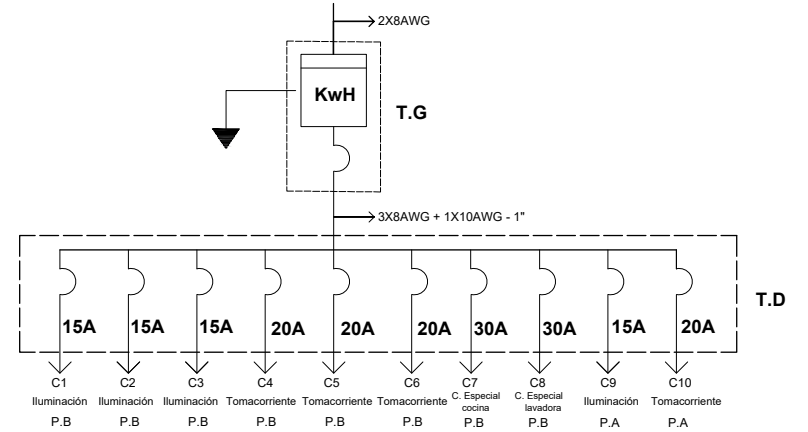 2X8AWG
KwH
T.G
3X8AWG + 1X10AWG - 1"
T.D
15A 15A 15A 20A 20A 20A 30A 30A 15A 20A
C1 C2 C3 C4 C5 C6 C7 C8 C9 C10
Iluminación Iluminación Iluminación Tomacorriente Tomacorriente Tomacorriente C. Especial cocina C. Especial lavadora Iluminación Tomacorriente
P.B P.B P.B P.B P.B P.B P.B P.B P.A P.A